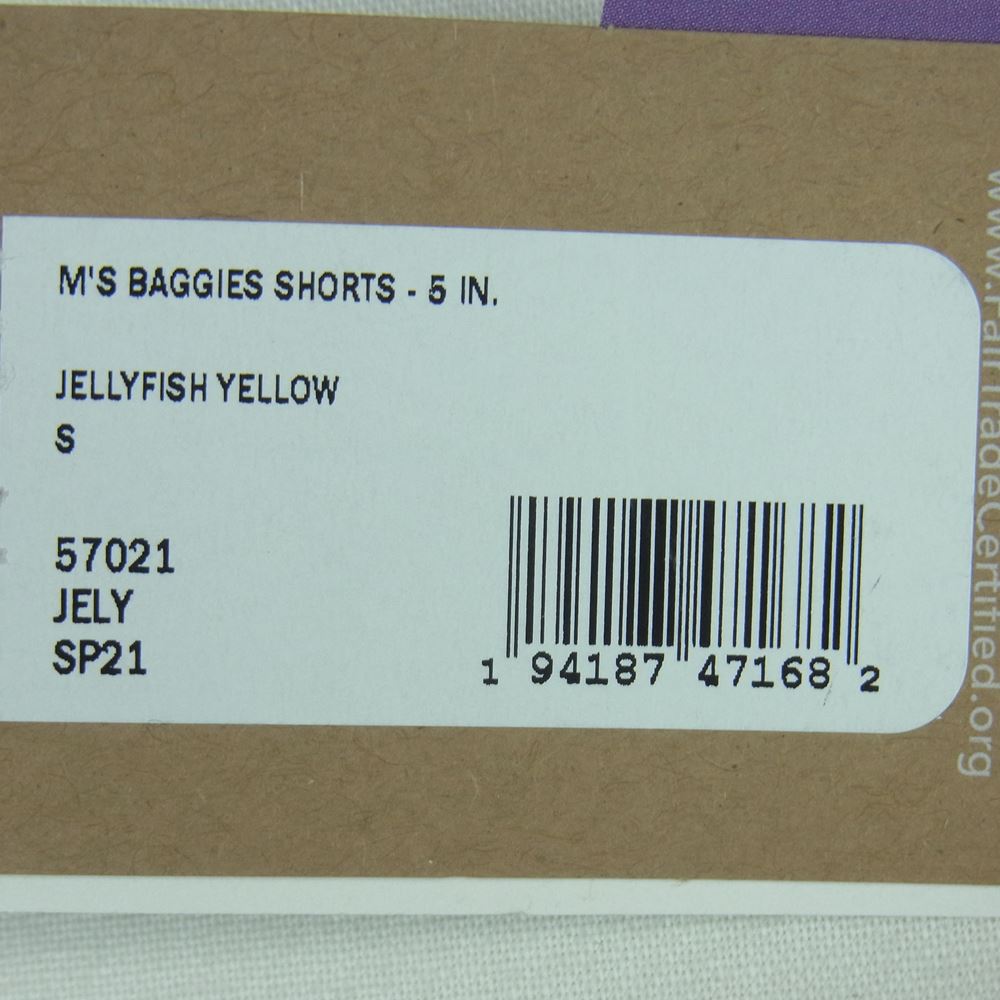 M'S BAGGIES SHORTS - 5 IN.
JELLYFISH YELLOW
S
57021
JELY
SP21
1 94187 47168 2
www.FairTradeCertified.org